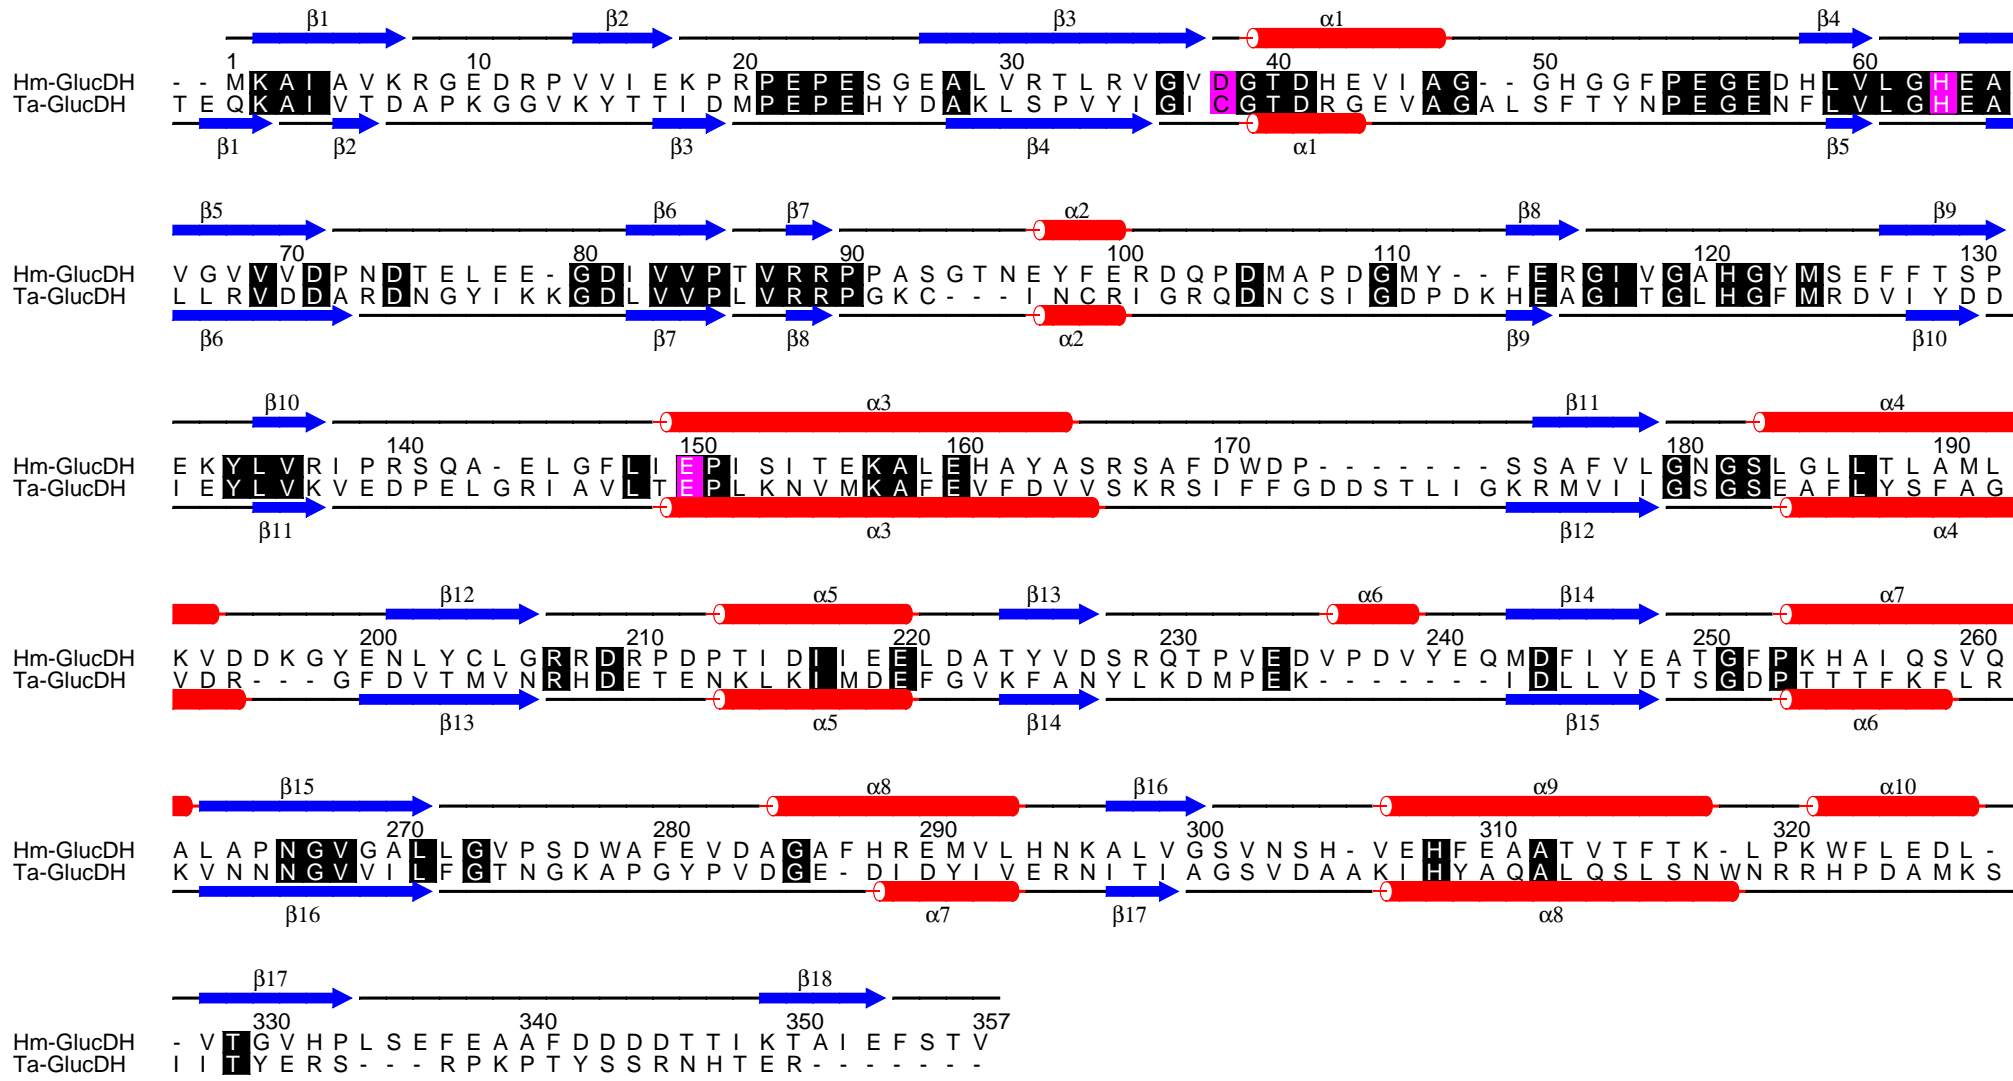 β1 β2 β3 α1 β4
1 10 20 30 40 50 60
Hm-GlucDH - - M K A I A V K R G E D R P V V I E K P R P E P E S G E A L V R T L R V G V D G T D H E V I A G - - G H G G F P E G E D H L V L G H E A
Ta-GlucDH T E Q K A I V T D A P K G G V K Y T T I D M P E P E H Y D A K L S P V Y I G I C G T D R G E V A G A L S F T Y N P E G E N F L V L G H E A
β1 β2 β3 β4 α1 β5
β5 β6 β7 α2 β8 β9
70 80 90 100 110 120 130
Hm-GlucDH V G V V V D P N D T E L E E - G D I V V P T V R R P P A S G T N E Y F E R D Q P D M A P D G M Y - - F E R G I V G A H G Y M S E F F T S P
Ta-GlucDH L L R V D D A R D N G Y I K K G D L V V P L V R R P G K C - - - I N C R I G R Q D N C S I G D P D K H E A G I T G L H G F M R D V I Y D D
β6 β7 β8 α2 β9 β10
β10 α3 β11 α4
140 150 160 170 180 190
Hm-GlucDH E K Y L V R I P R S Q A - E L G F L I E P I S I T E K A L E H A Y A S R S A F D W D P - - - - - - - S S A F V L G N G S L G L L T L A M L
Ta-GlucDH I E Y L V K V E D P E L G R I A V L T E P L K N V M K A F E V F D V V S K R S I F F G D D S T L I G K R M V I I G S G S E A F L Y S F A G
β11 α3 β12 α4
β12 α5 β13 α6 β14 α7
200 210 220 230 240 250 260
Hm-GlucDH K V D D K G Y E N L Y C L G R R D R P D P T I D I I E E L D A T Y V D S R Q T P V E D V P D V Y E Q M D F I Y E A T G F P K H A I Q S V Q
Ta-GlucDH V D R - - - G F D V T M V N R H D E T E N K L K I M D E F G V K F A N Y L K D M P E K - - - - - - - I D L L V D T S G D P T T T F K F L R
β13 α5 β14 β15 α6
β15 α8 β16 α9 α10
270 280 290 300 310 320
Hm-GlucDH A L A P N G V G A L L G V P S D W A F E V D A G A F H R E M V L H N K A L V G S V N S H - V E H F E A A T V T F T K - L P K W F L E D L -
Ta-GlucDH K V N N N G V V I L F G T N G K A P G Y P V D G E - D I D Y I V E R N I T I A G S V D A A K I H Y A Q A L Q S L S N W N R R H P D A M K S
β16 α7 β17 α8
β17 β18
330 340 350 357
Hm-GlucDH - V T G V H P L S E F E A A F D D D D T T I K T A I E F S T V
Ta-GlucDH I I T Y E R S - - - R P K P T Y S S R N H T E R - - - - - - -